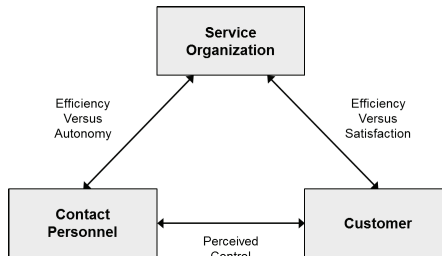 Service
Organization
Efficiency
Versus
Autonomy
Efficiency
Versus
Satisfaction
Contact
Personnel
Customer
Perceived
Control